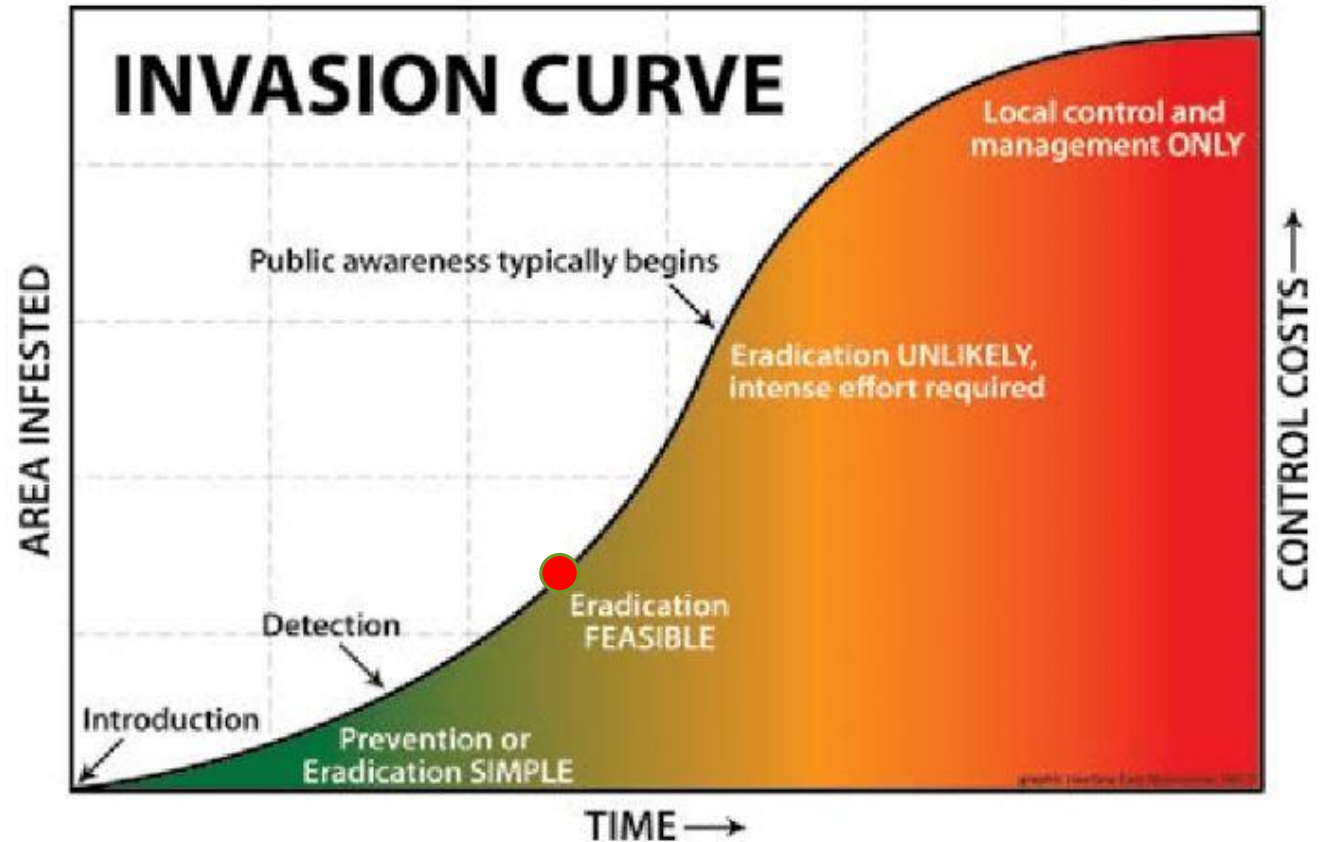 INVASION CURVE
Local control and
management ONLY
Public awareness typically begins
Eradication UNLIKELY,
intense effort required
Eradication
FEASIBLE
Detection
Introduction
Prevention or
Eradication SIMPLE
AREA INFESTED
CONTROL COSTS
TIME